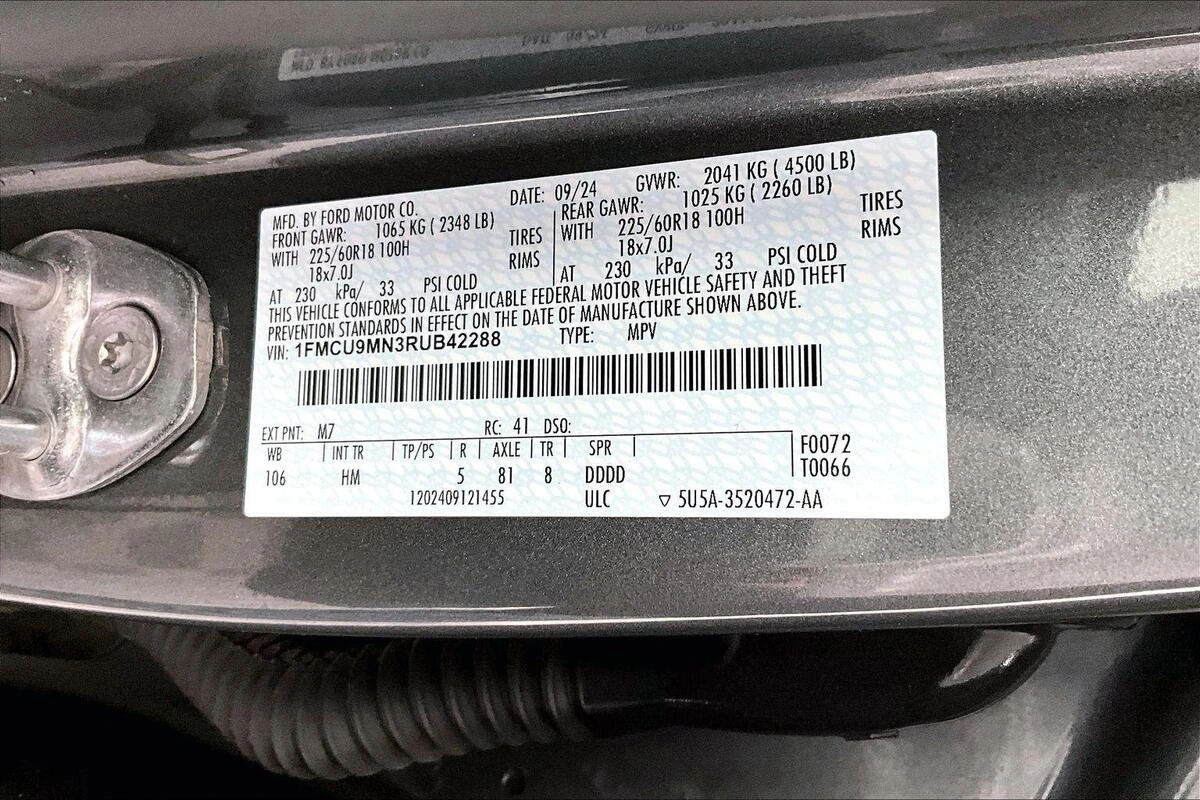 MFD. BY FORD MOTOR CO. DATE: 09/24 GVWR: 2041 KG ( 4500 LB)
FRONT GAWR: 1065 KG ( 2348 LB) REAR GAWR: 1025 KG ( 2260 LB)
WITH 225/60R18 100H TIRES WITH 225/60R18 100H TIRES
18x7.0J RIMS 18x7.0J RIMS
AT 230 kPa/ 33 PSI COLD AT 230 kPa/ 33 PSI COLD
THIS VEHICLE CONFORMS TO ALL APPLICABLE FEDERAL MOTOR VEHICLE SAFETY AND THEFT
PREVENTION STANDARDS IN EFFECT ON THE DATE OF MANUFACTURE SHOWN ABOVE.
VIN: 1FMCU9MN3RUB42288 TYPE: MPV
EXT PNT: M7 RC: 41 DSO:
WB | INT TR | TP/PS | R | AXLE | TR | SPR | F0072
106 HM 5 81 8 DDDD T0066
1202409121455 ULC ▽ 5U5A-3520472-AA